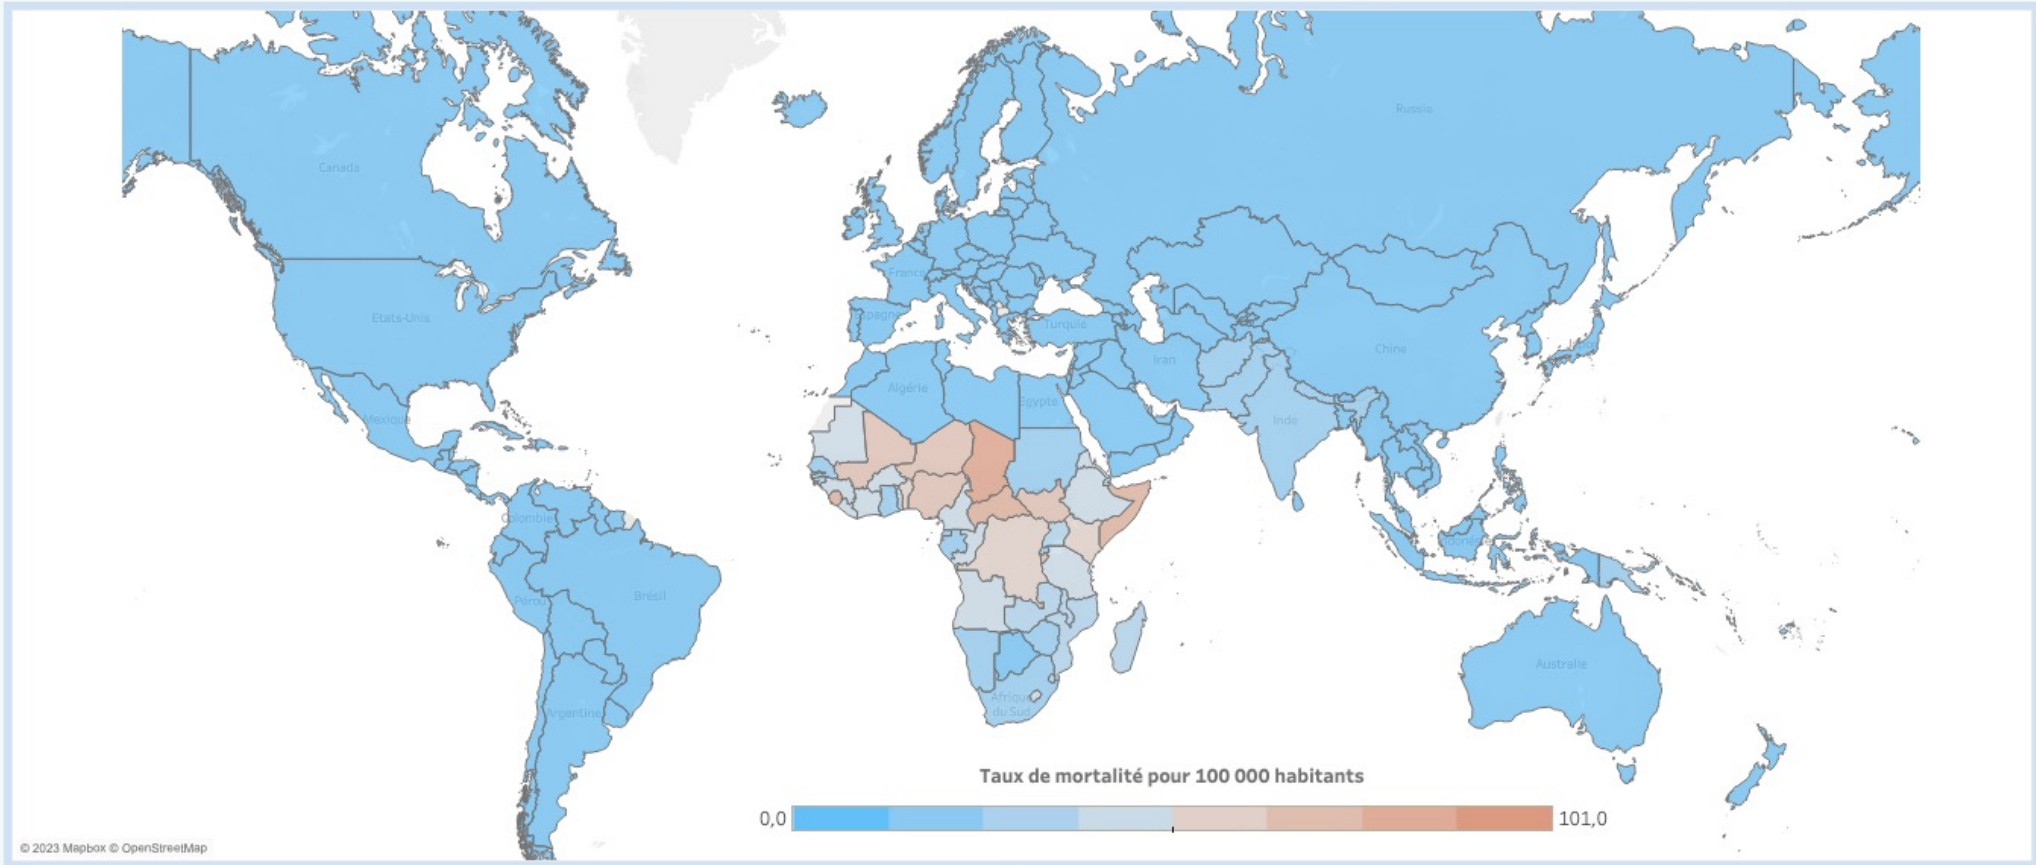 Russie
Canada
France
Etats-Unis
Espagne
Turquie
Chine
Iran
Japon
Algérie
Egypte
Mexique
Inde
Colombie
Indonésie
Brésil
Pérou
Australie
Afrique
du Sud
Argentine
Taux de mortalité pour 100 000 habitants
0,0
101,0
© 2023 Mapbox © OpenStreetMap